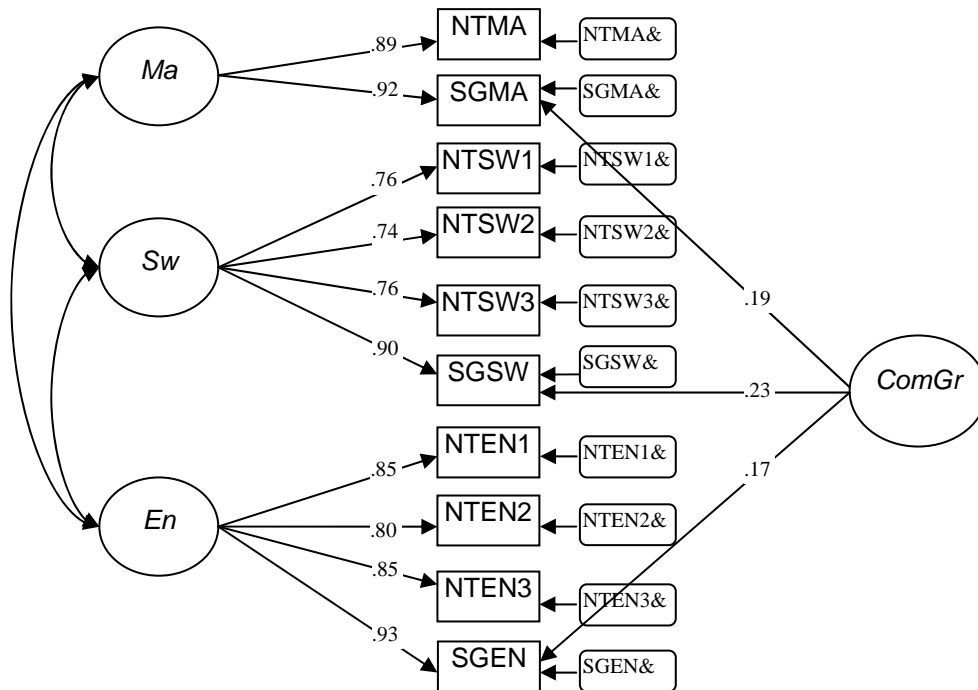 NTMA
NTMA&
.89
Ma
SGMA
SGMA&
.92
NTSW1
NTSW1&
.76
NTSW2
NTSW2&
.74
Sw
.76
NTSW3
NTSW3&
.19
.90
SGSW
SGSW&
ComGr
.23
NTEN1
NTEN1&
.85
.17
NTEN2
NTEN2&
En
.80
.85
NTEN3
NTEN3&
.93
SGEN
SGEN&